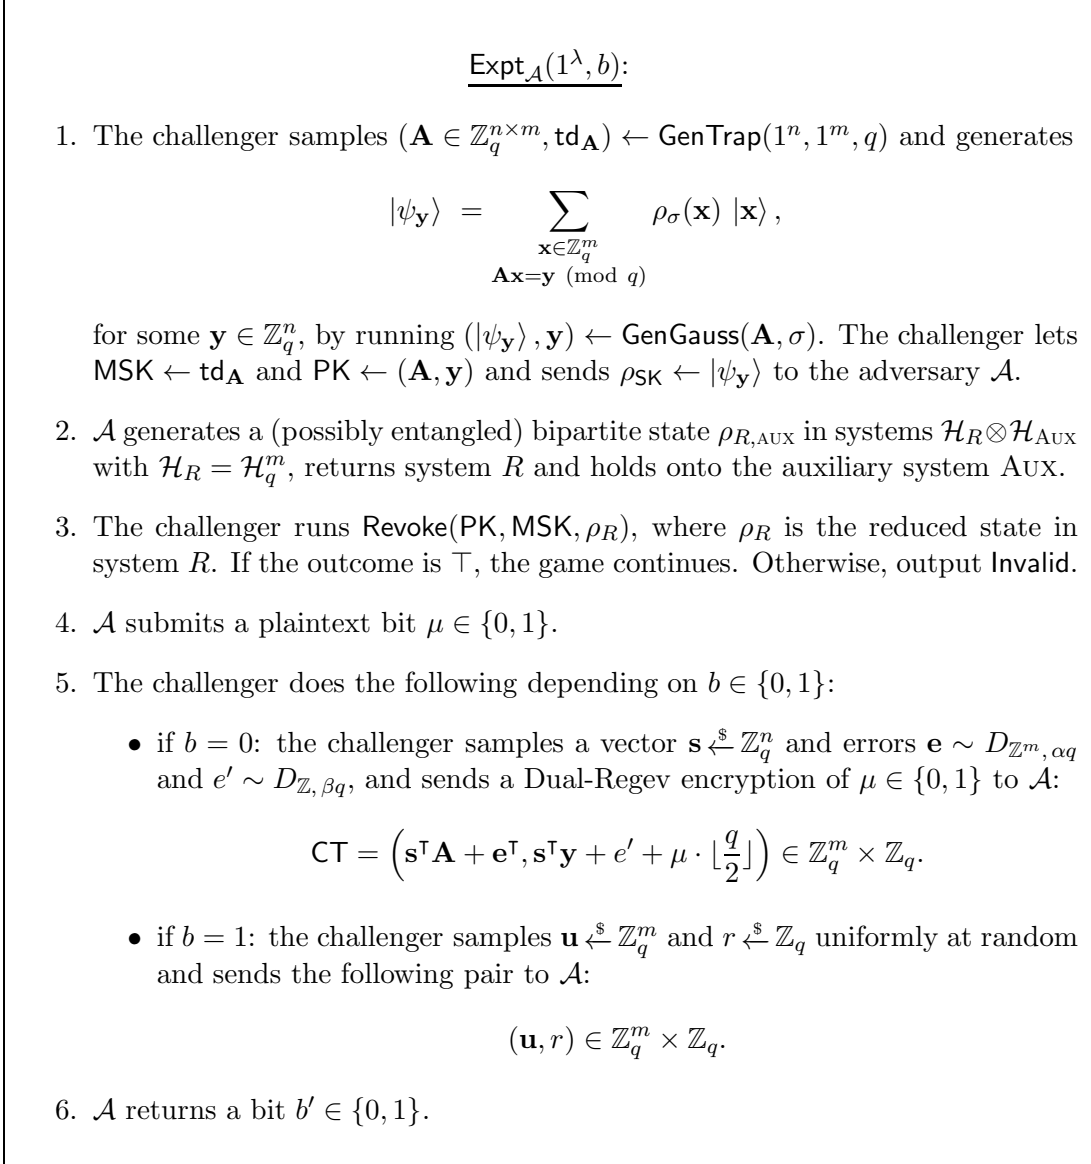 Expt_𝒜(1^λ, b):
1. The challenger samples (𝐀 ∈ ℤ_q^{n×m}, td_𝐀) ← GenTrap(1^n, 1^m, q) and generates
|ψ_𝐲⟩ = ∑_{𝐱∈ℤ_q^m, 𝐀𝐱=𝐲 (mod q)} ρ_σ(𝐱) |𝐱⟩ ,
for some 𝐲 ∈ ℤ_q^n, by running (|ψ_𝐲⟩ , 𝐲) ← GenGauss(𝐀, σ). The challenger lets
MSK ← td_𝐀 and PK ← (𝐀, 𝐲) and sends ρ_SK ← |ψ_𝐲⟩ to the adversary 𝒜.
2. 𝒜 generates a (possibly entangled) bipartite state ρ_{R,AUX} in systems ℋ_R⊗ℋ_AUX
with ℋ_R = ℋ_q^m, returns system R and holds onto the auxiliary system AUX.
3. The challenger runs Revoke(PK, MSK, ρ_R), where ρ_R is the reduced state in
system R. If the outcome is ⊤, the game continues. Otherwise, output Invalid.
4. 𝒜 submits a plaintext bit μ ∈ {0, 1}.
5. The challenger does the following depending on b ∈ {0, 1}:
• if b = 0: the challenger samples a vector 𝐬 ←$ ℤ_q^n and errors 𝐞 ∼ D_{ℤ^m, αq}
and e′ ∼ D_{ℤ, βq}, and sends a Dual-Regev encryption of μ ∈ {0, 1} to 𝒜:
CT = (𝐬^⊺𝐀 + 𝐞^⊺, 𝐬^⊺𝐲 + e′ + μ · ⌊q/2⌋) ∈ ℤ_q^m × ℤ_q.
• if b = 1: the challenger samples 𝐮 ←$ ℤ_q^m and r ←$ ℤ_q uniformly at random
and sends the following pair to 𝒜:
(𝐮, r) ∈ ℤ_q^m × ℤ_q.
6. 𝒜 returns a bit b′ ∈ {0, 1}.